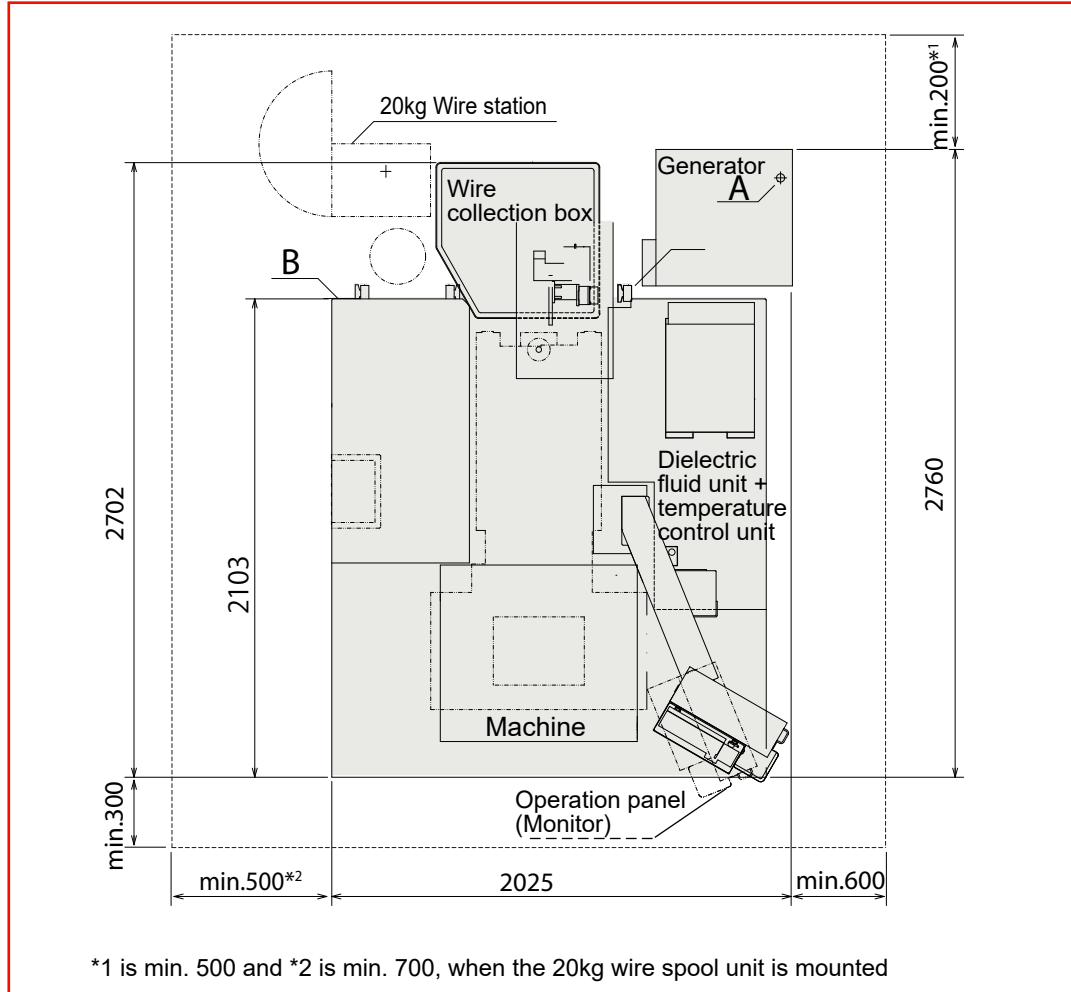 min.200*1
20kg Wire station
Generator
A
Wire
collection box
B
Dielectric
fluid unit +
temperature
control unit
2702
2103
2760
Machine
Operation panel
(Monitor)
min.300
min.500*2
2025
min.600
*1 is min. 500 and *2 is min. 700, when the 20kg wire spool unit is mounted